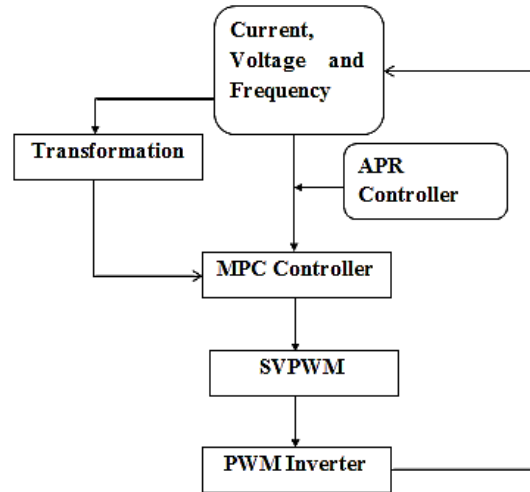 Current,
Voltage and
Frequency
Transformation
APR
Controller
MPC Controller
SVPWM
PWM Inverter